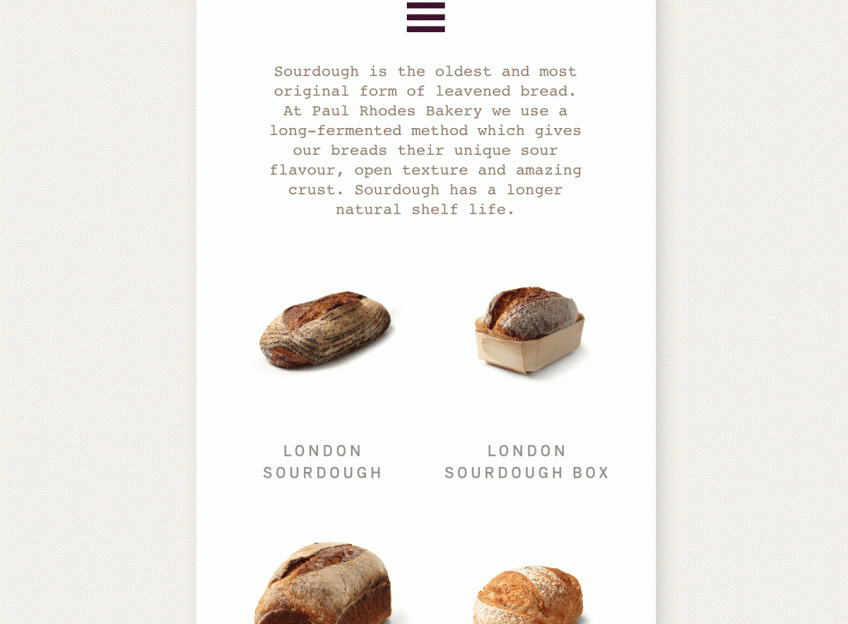 Sourdough is the oldest and most
original form of leavened bread.
At Paul Rhodes Bakery we use a
long-fermented method which gives
our breads their unique sour
flavour, open texture and amazing
crust. Sourdough has a longer
natural shelf life.
LONDON
SOURDOUGH
LONDON
SOURDOUGH BOX